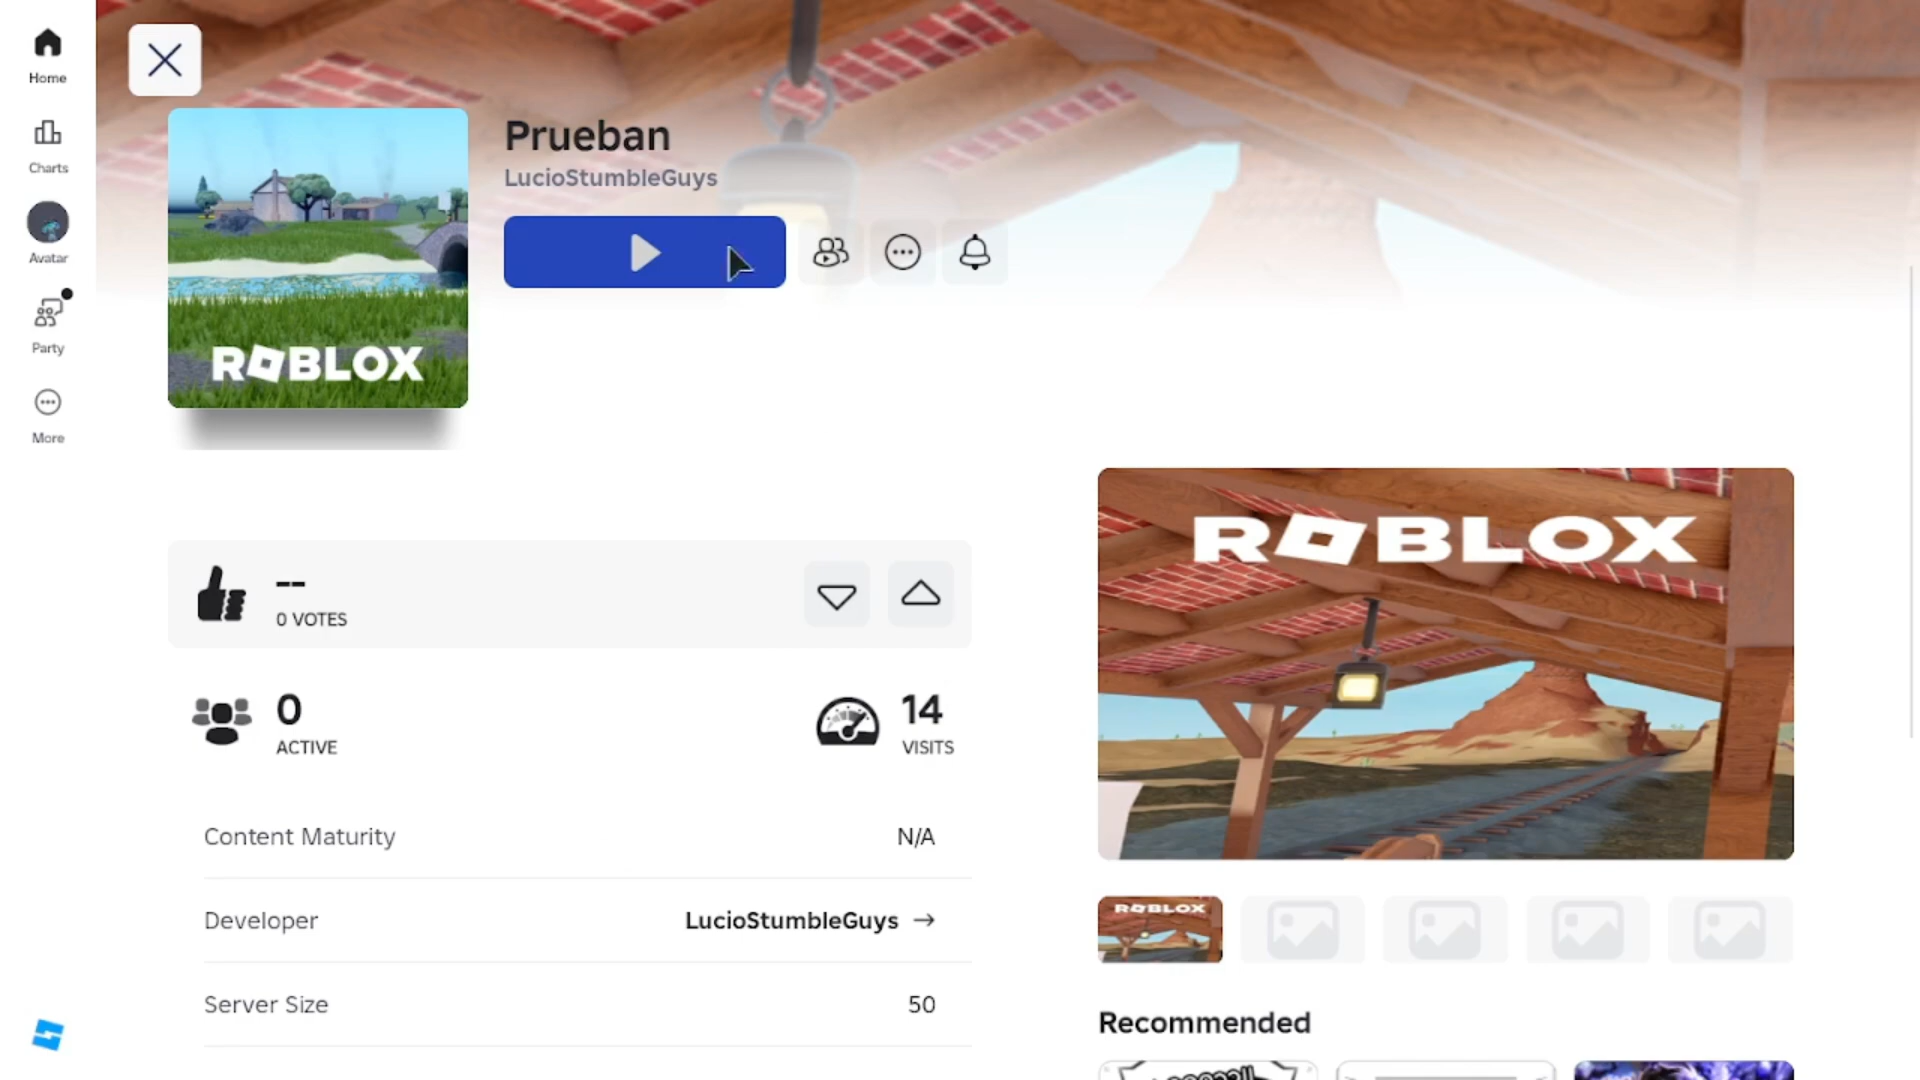 Home
Charts
Avatar
Party
More
Prueban
LucioStumbleGuys
ROBLOX
--
0 VOTES
0
ACTIVE
14
VISITS
Content Maturity
N/A
Developer
LucioStumbleGuys →
Server Size
50
ROBLOX
ROBLOX
Recommended